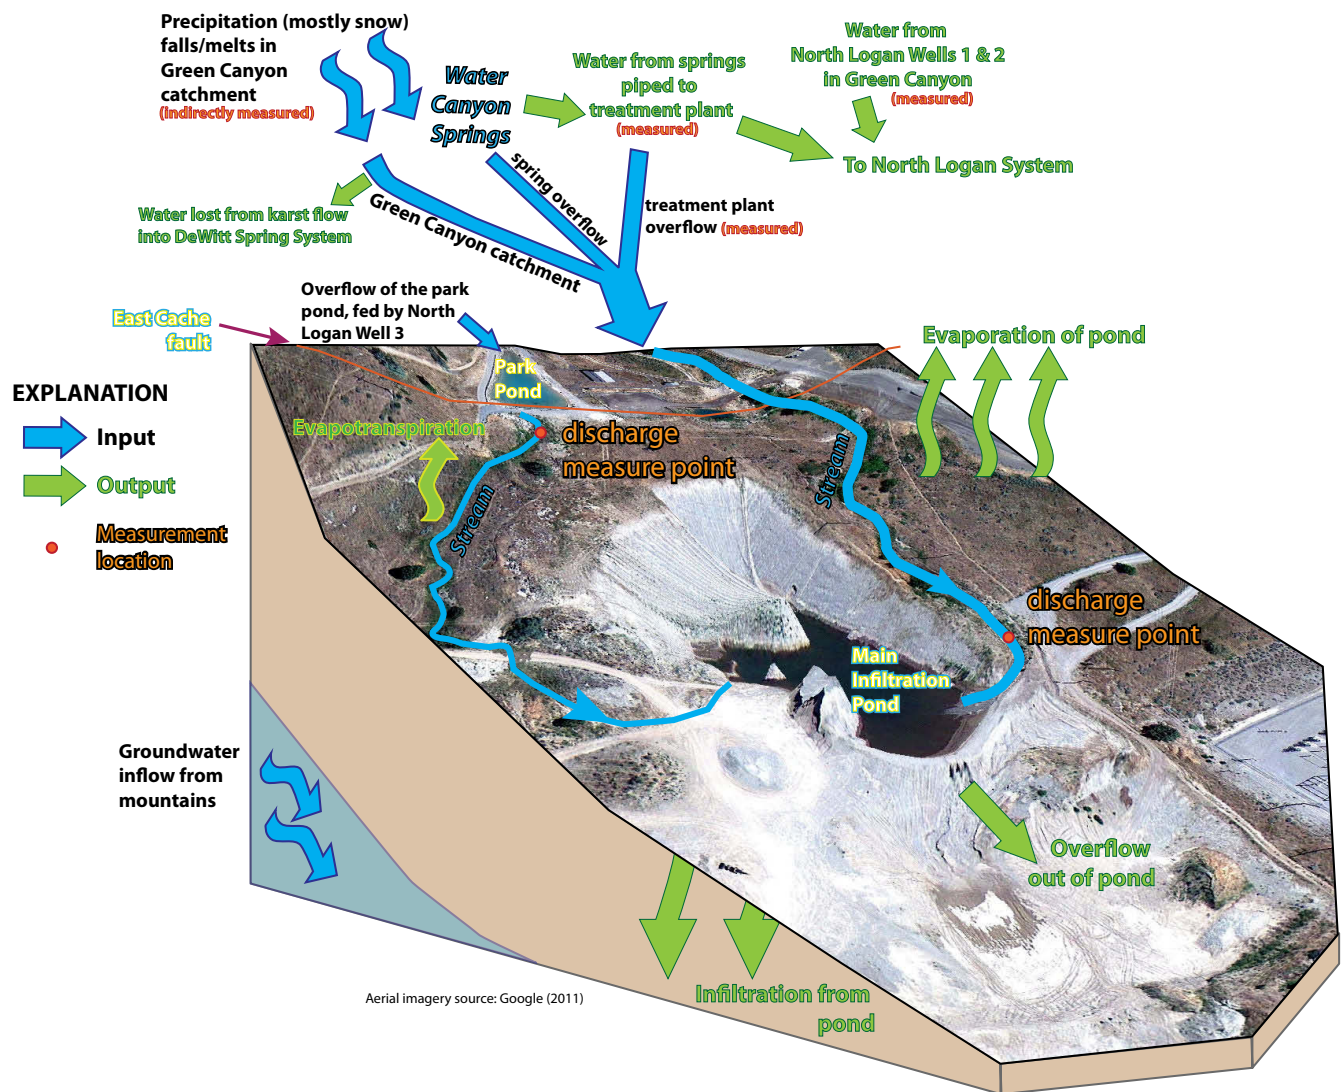 Precipitation (mostly snow)
falls/melts in
Green Canyon
catchment
(indirectly measured)
Water
Canyon
Springs
Water from springs
piped to
treatment plant
(measured)
Water from
North Logan Wells 1 & 2
in Green Canyon
(measured)
To North Logan System
Water lost from karst flow
into DeWitt Spring System
Green Canyon catchment
spring overflow
treatment plant
overflow (measured)
Overflow of the park
pond, fed by North
Logan Well 3
East Cache
fault
Park
Pond
Evaporation of pond
EXPLANATION
Input
Output
Measurement
location
Evapotranspiration
discharge
measure point
Stream
Stream
discharge
measure point
Main
Infiltration
Pond
Groundwater
inflow from
mountains
Overflow
out of pond
Infiltration from
pond
Aerial imagery source: Google (2011)